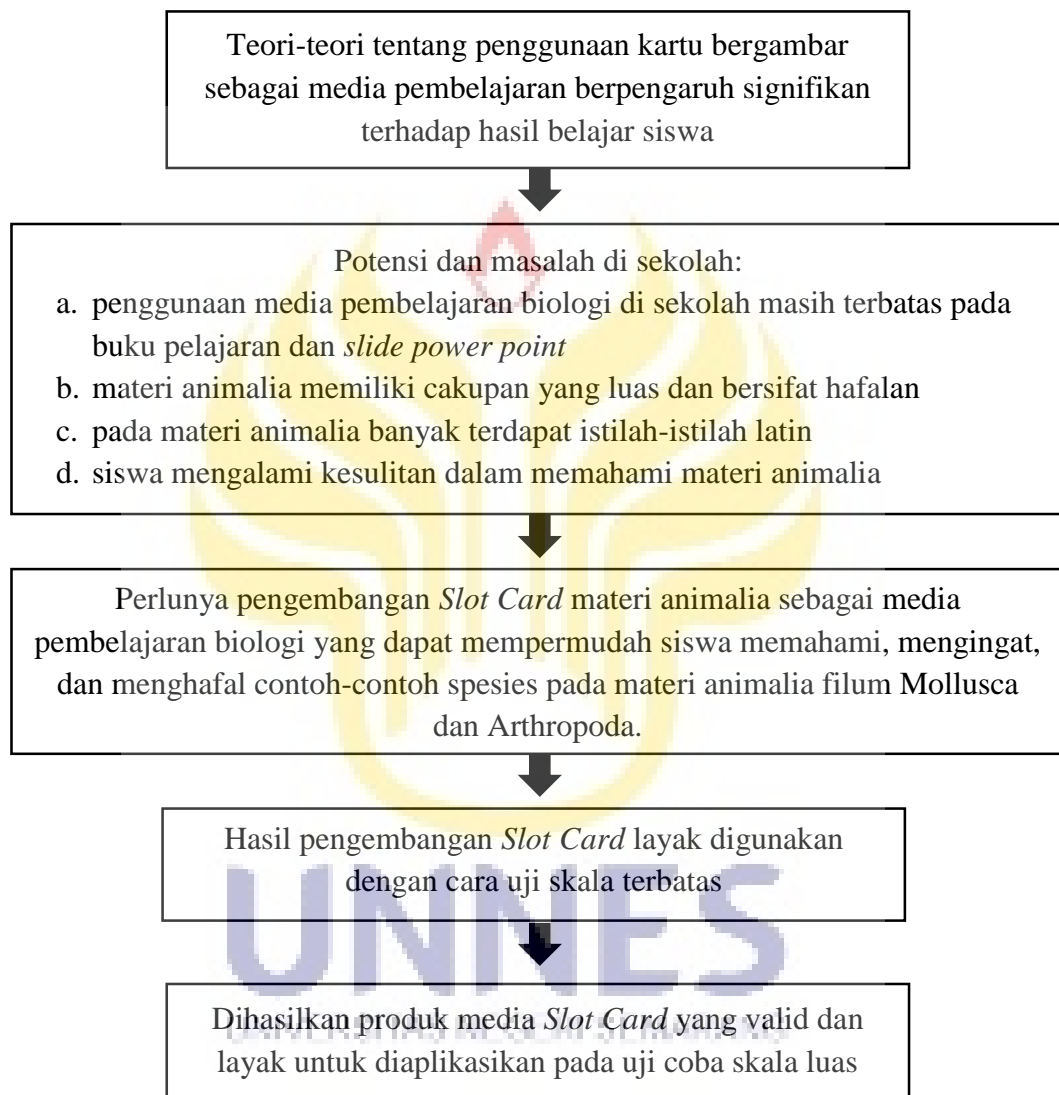 Teori-teori tentang penggunaan kartu bergambar
sebagai media pembelajaran berpengaruh signifikan
terhadap hasil belajar siswa
Potensi dan masalah di sekolah:
a. penggunaan media pembelajaran biologi di sekolah masih terbatas pada
buku pelajaran dan slide power point
b. materi animalia memiliki cakupan yang luas dan bersifat hafalan
c. pada materi animalia banyak terdapat istilah-istilah latin
d. siswa mengalami kesulitan dalam memahami materi animalia
Perlunya pengembangan Slot Card materi animalia sebagai media
pembelajaran biologi yang dapat mempermudah siswa memahami, mengingat,
dan menghafal contoh-contoh spesies pada materi animalia filum Mollusca
dan Arthropoda.
Hasil pengembangan Slot Card layak digunakan
dengan cara uji skala terbatas
UNNES
Dihasilkan produk media Slot Card yang valid dan
layak untuk diaplikasikan pada uji coba skala luas